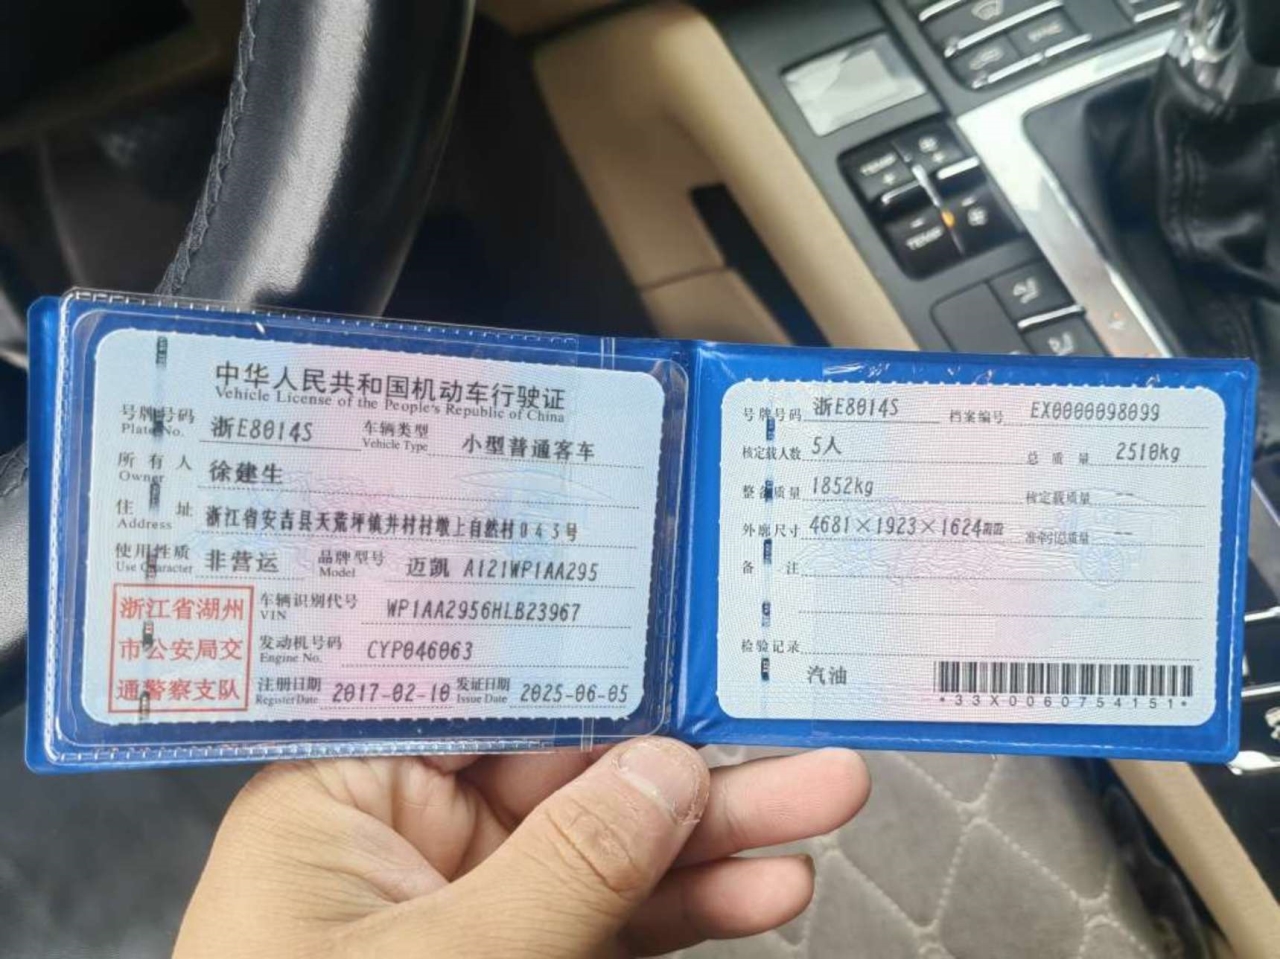 中华人民共和国机动车行驶证
Vehicle License of the People's Republic of China
号牌号码 浙E8014S 车辆类型 小型普通客车
Plate No. Vehicle Type
所有人 徐建生
Owner
住址 浙江省安吉县天荒坪镇井村村墩上自然村043号
Address
使用性质 非营运 品牌型号 迈凯 A121WP1AA295
Use Character Model
浙江省湖州
市公安局交
通警察支队
车辆识别代号 WP1AA2956HLB23967
VIN
发动机号码 CYP046063
Engine No.
注册日期 2017-02-10 发证日期 2025-06-05
Register Date Issue Date
号牌号码 浙E8014S 档案编号 EX0000098099
核定载人数 5人 总质量 2510kg
整备质量 1852kg 核定载质量 --
外廓尺寸 4681×1923×1624㎜ 准牵引总质量 --
备注
检验记录
汽油
*33X0060754151*
TEMP
TEMP